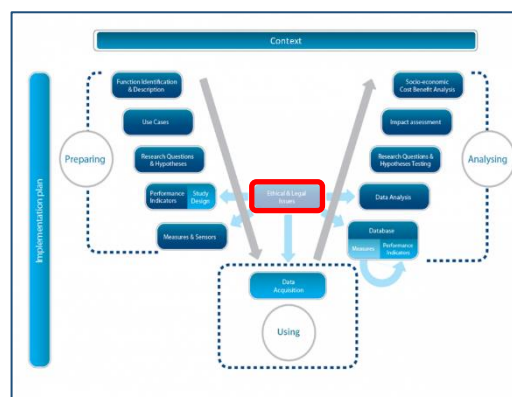 Context
Implementation plan
Function Identification
& Description
Use Cases
Research Questions
& Hypotheses
Performance
Indicators
Study
Design
Measures & Sensors
Preparing
Ethical & Legal
Issues
Data
Acquisition
Using
Socio-economic
Cost Benefit Analysis
Impact assessment
Research Questions &
Hypotheses Testing
Data Analysis
Database
Measures
Performance
Indicators
Analysing